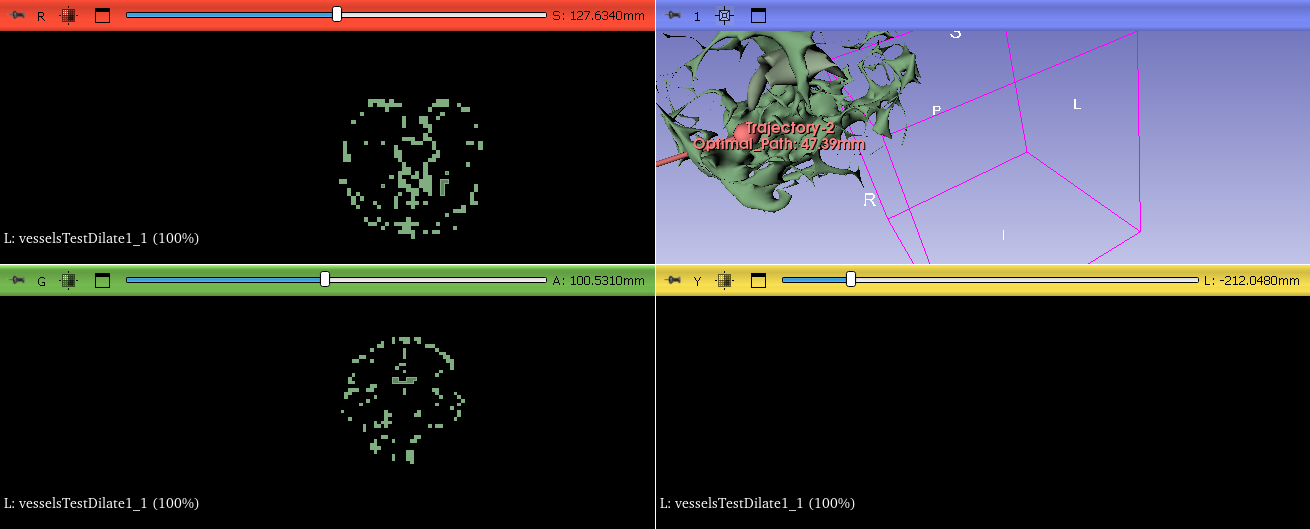 R
S: 127.6340mm
L: vesselsTestDilate1_1 (100%)
1
S
P
L
Trajectory-2
Optimal_Path: 47.39mm
R
I
G
A: 100.5310mm
L: vesselsTestDilate1_1 (100%)
Y
L: -212.0480mm
L: vesselsTestDilate1_1 (100%)